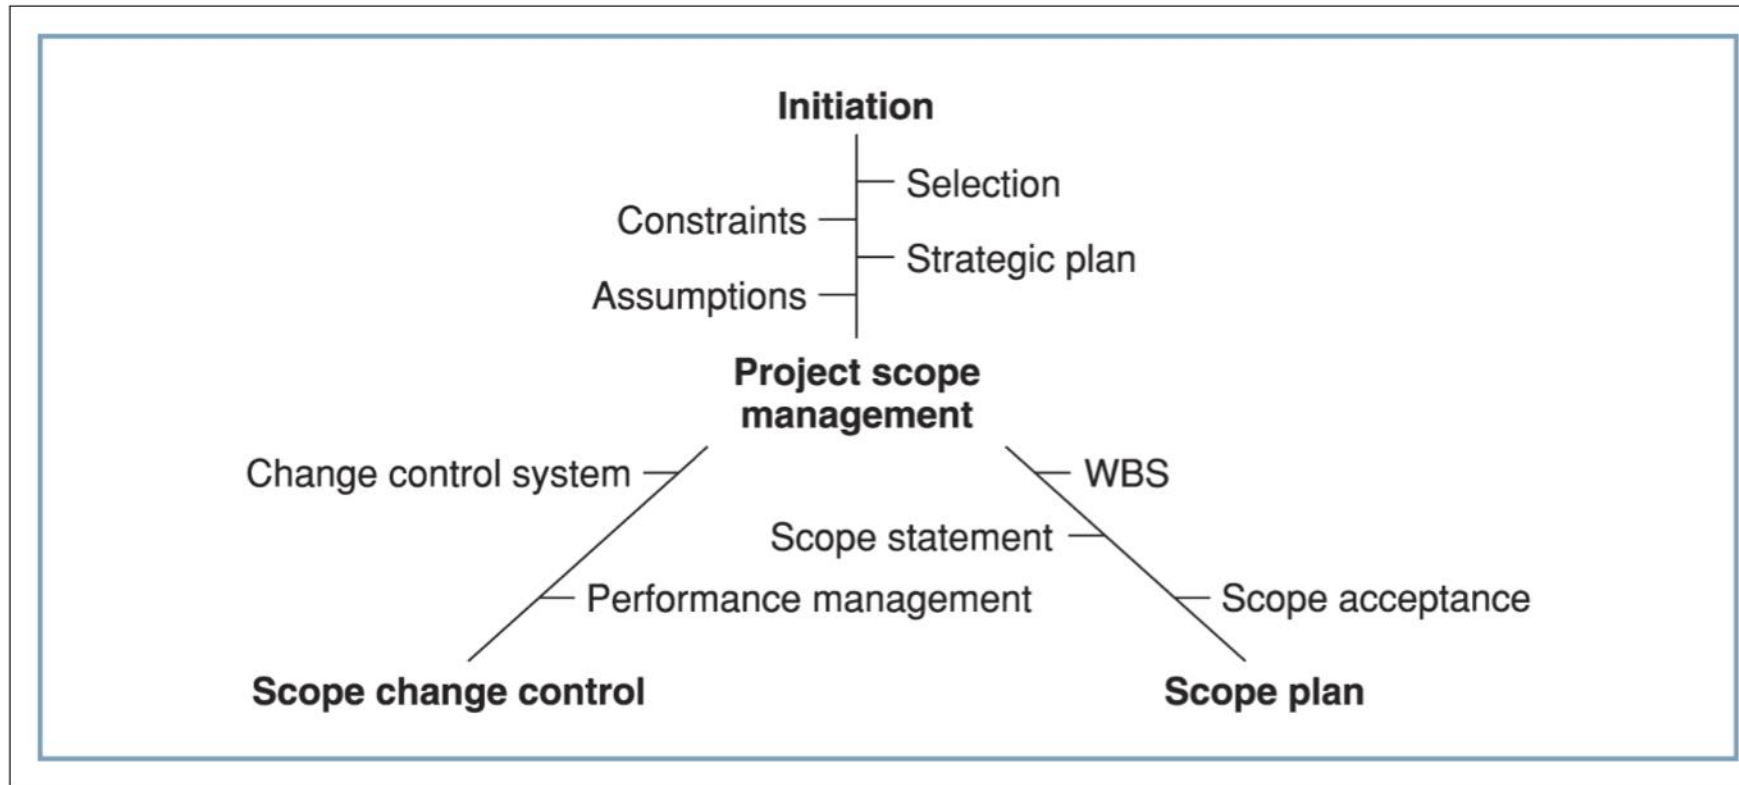 Initiation
Selection
Constraints
Strategic plan
Assumptions
Project scope
management
Change control system
WBS
Scope statement
Performance management
Scope acceptance
Scope change control
Scope plan